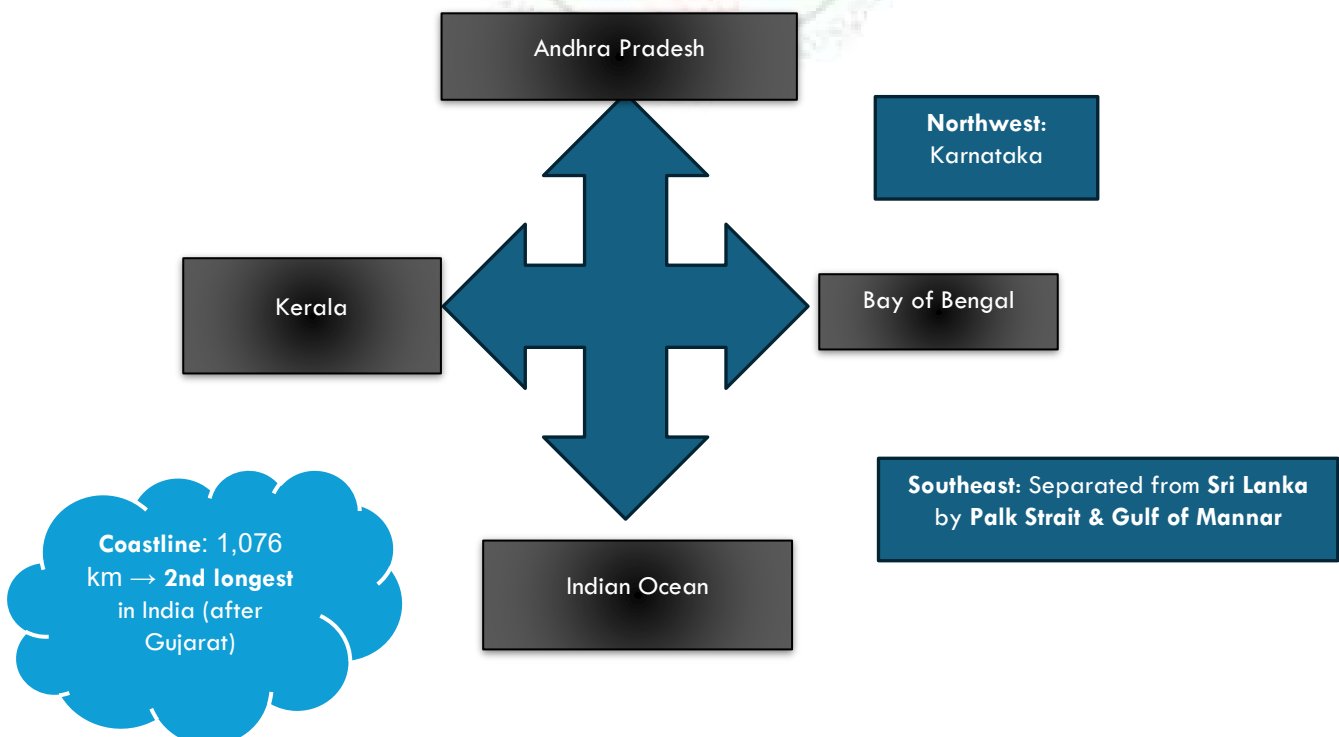 Andhra Pradesh
Northwest:
Karnataka
Kerala
Bay of Bengal
Southeast: Separated from Sri Lanka
by Palk Strait & Gulf of Mannar
Coastline: 1,076
km → 2nd longest
in India (after
Gujarat)
Indian Ocean